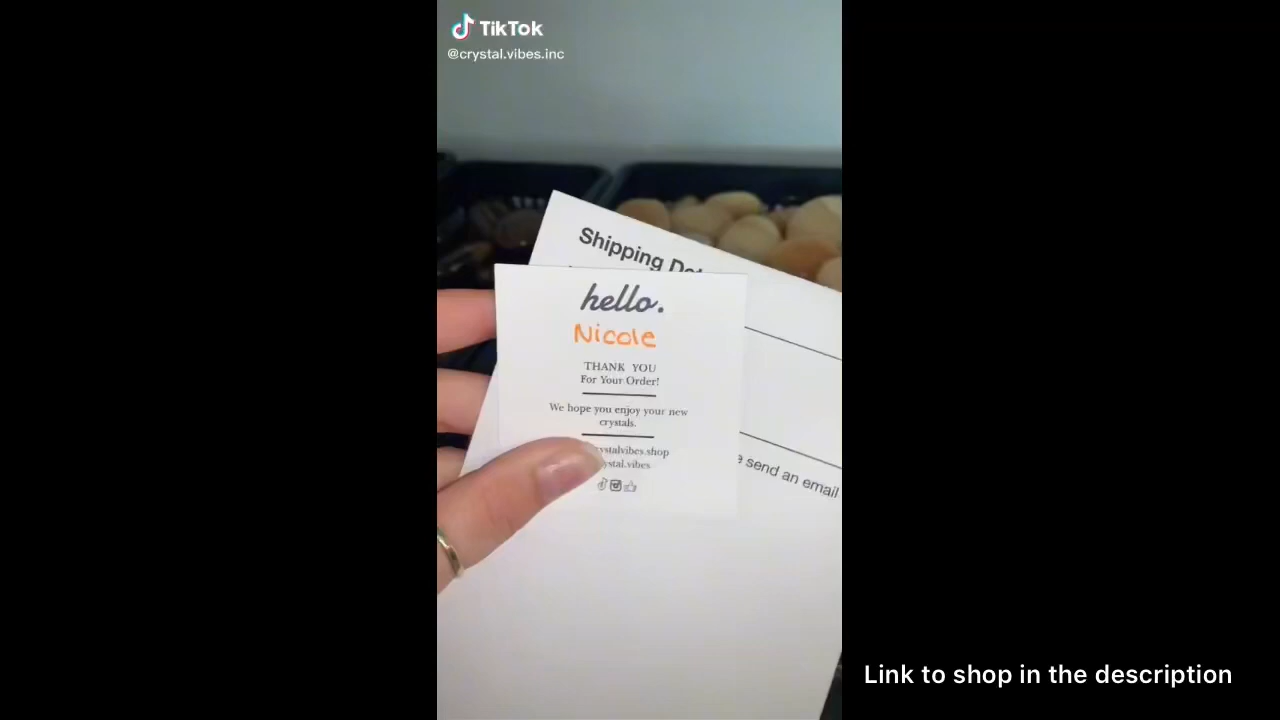 TikTok
@crystal.vibes.inc
Shipping
hello.
Nicole
THANK YOU
For Your Order!
We hope you enjoy your new
crystals.
send an email
Link to shop in the description